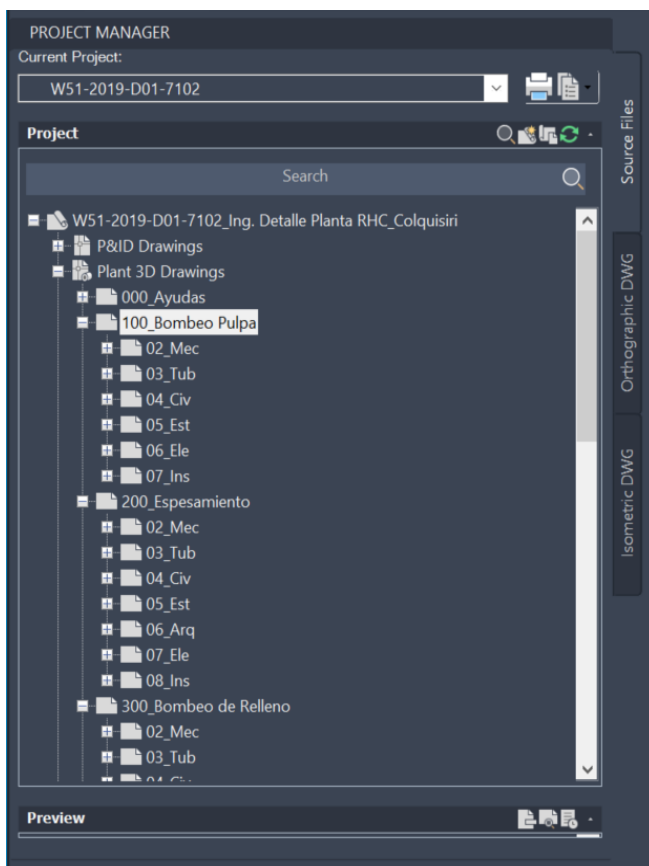 PROJECT MANAGER
Current Project:
W51-2019-D01-7102
Project
Search
W51-2019-D01-7102_Ing. Detalle Planta RHC_Colquisiri
P&ID Drawings
Plant 3D Drawings
000_Ayudas
100_Bombeo Pulpa
02_Mec
03_Tub
04_Civ
05_Est
06_Ele
07_Ins
200_Espesamiento
02_Mec
03_Tub
04_Civ
05_Est
06_Arq
07_Ele
08_Ins
300_Bombeo de Relleno
02_Mec
03_Tub
04_Civ
Preview
Source Files
Orthographic DWG
Isometric DWG